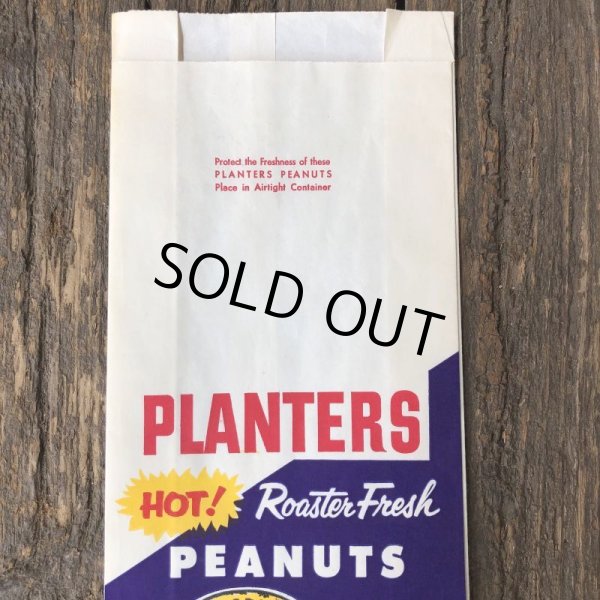 Protect the Freshness of these
PLANTERS PEANUTS
Place in Airtight Container
SOLD OUT
PLANTERS
HOT! Roaster Fresh
PEANUTS